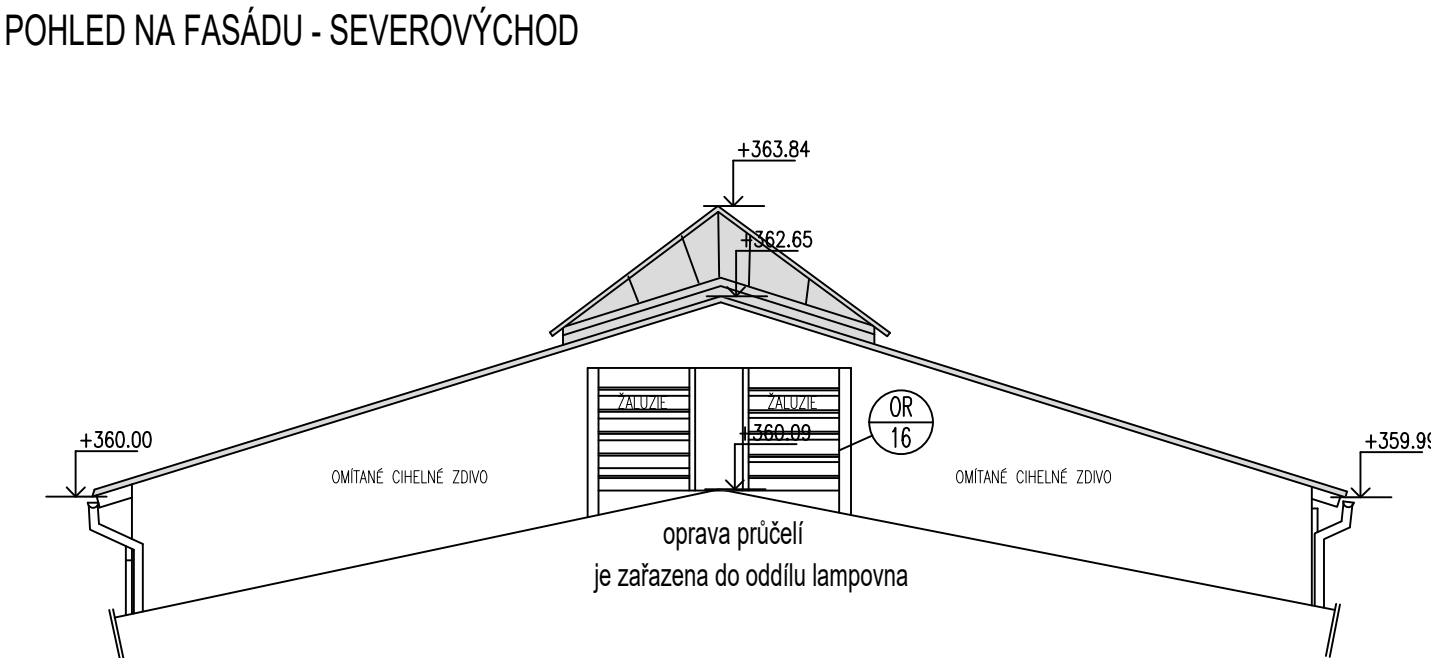 POHLED NA FASÁDU - SEVEROVÝCHOD
+363.84
+362.65
ŽALUZIE
ŽALUZIE
OR
16
+360.09
+360.00
+359.99
OMÍTANÉ CIHELNÉ ZDIVO
OMÍTANÉ CIHELNÉ ZDIVO
oprava průčelí
je zařazena do oddílu lampovna